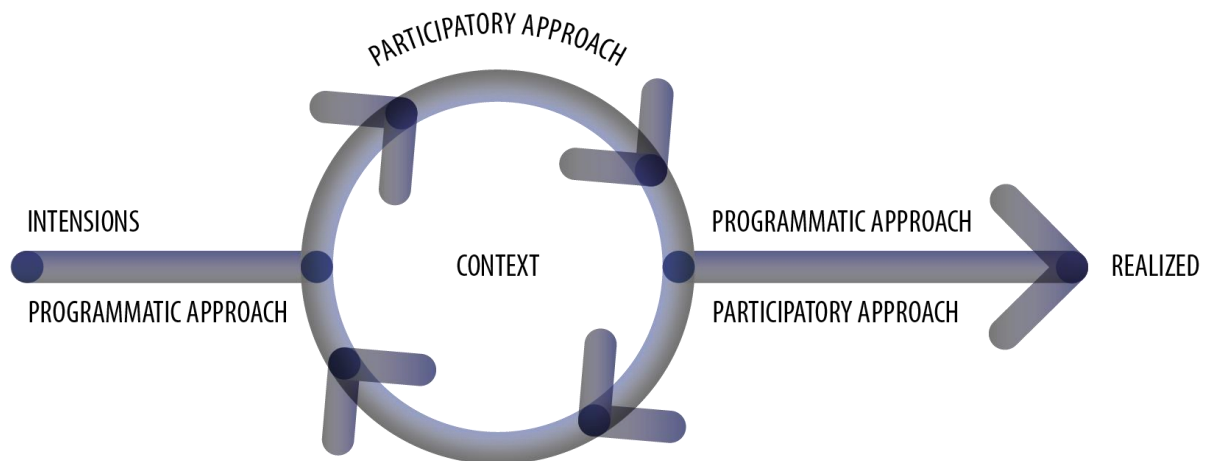 PARTICIPATORY APPROACH
INTENSIONS
PROGRAMMATIC APPROACH
CONTEXT
PROGRAMMATIC APPROACH
PARTICIPATORY APPROACH
REALIZED